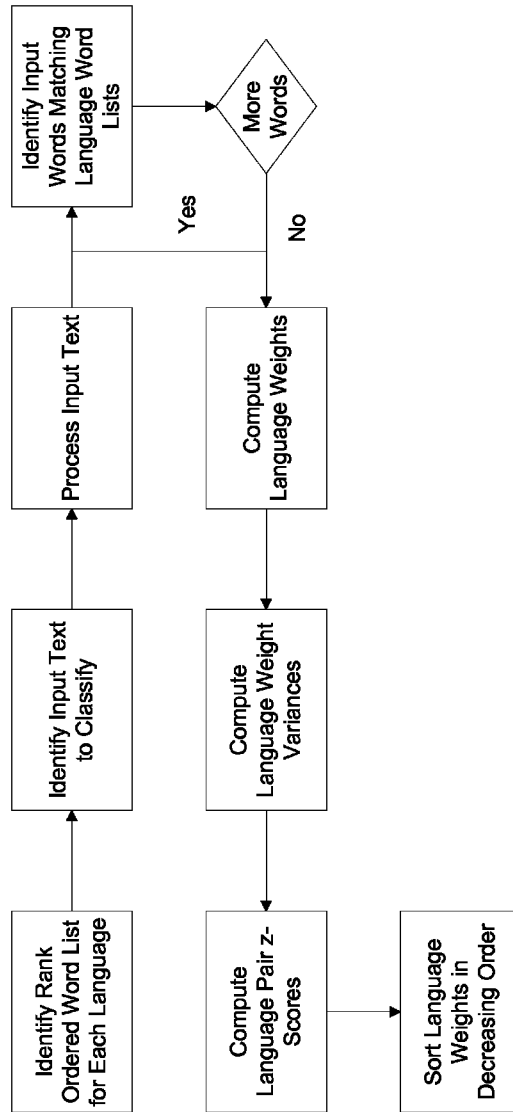 Identify Rank
Ordered Word List
for Each Language
Identify Input Text
to Classify
Process Input Text
Identify Input
Words Matching
Language Word
Lists
More
Words
Yes
No
Compute
Language Weights
Compute
Language Weight
Variances
Compute
Language Pair z-
Scores
Sort Language
Weights in
Decreasing Order